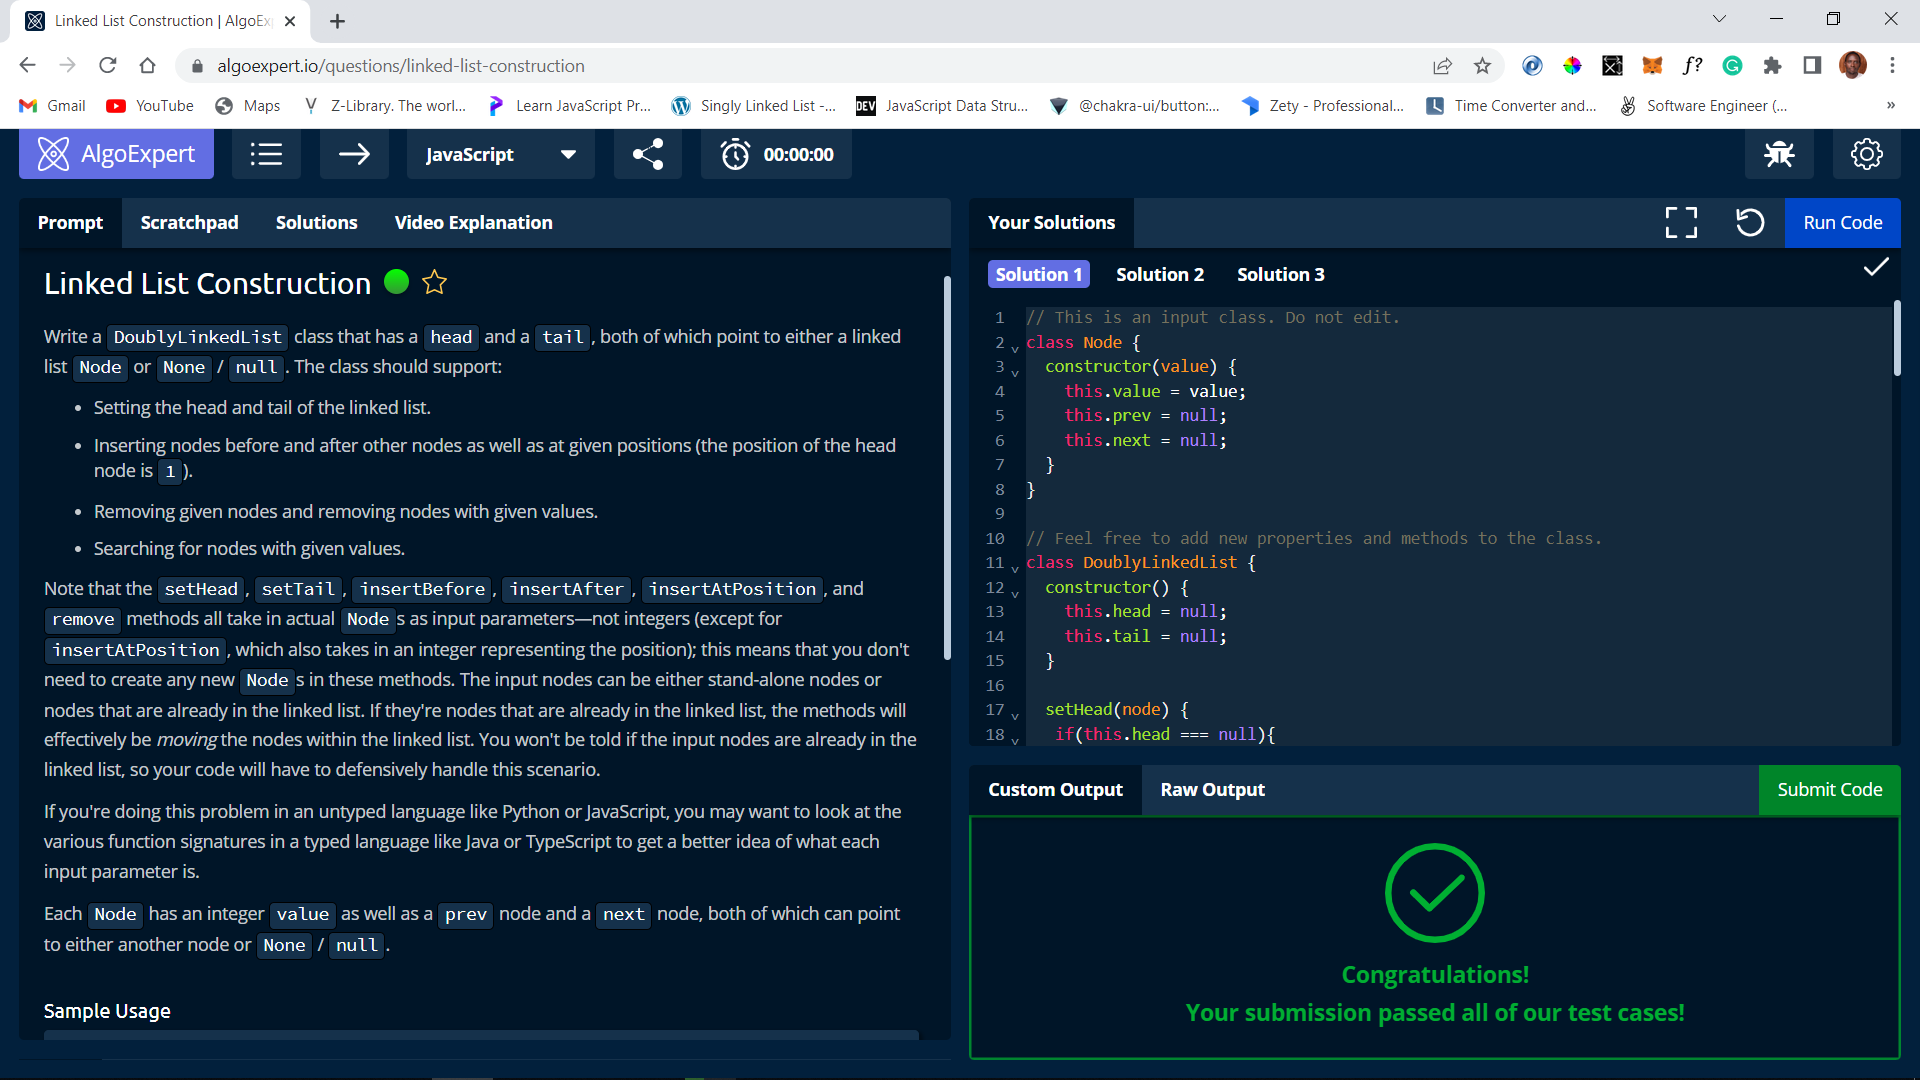 Linked List Construction | AlgoEx
algoexpert.io/questions/linked-list-construction
f?
Gmail
YouTube
Maps
Z-Library. The worl...
Learn JavaScript Pr...
Singly Linked List -...
DEV
JavaScript Data Stru...
@chakra-ui/button:...
Zety - Professional...
Time Converter and...
Software Engineer (...
»
AlgoExpert
JavaScript
00:00:00
Prompt
Scratchpad
Solutions
Video Explanation
Linked List Construction
Write a DoublyLinkedList class that has a head and a tail, both of which point to either a linked
list Node or None / null. The class should support:
• Setting the head and tail of the linked list.
• Inserting nodes before and after other nodes as well as at given positions (the position of the head
node is 1).
• Removing given nodes and removing nodes with given values.
• Searching for nodes with given values.
Note that the setHead, setTail, insertBefore, insertAfter, insertAtPosition, and
remove methods all take in actual Nodes as input parameters—not integers (except for
insertAtPosition, which also takes in an integer representing the position); this means that you don't
need to create any new Nodes in these methods. The input nodes can be either stand-alone nodes or
nodes that are already in the linked list. If they're nodes that are already in the linked list, the methods will
effectively be moving the nodes within the linked list. You won't be told if the input nodes are already in the
linked list, so your code will have to defensively handle this scenario.
If you're doing this problem in an untyped language like Python or JavaScript, you may want to look at the
various function signatures in a typed language like Java or TypeScript to get a better idea of what each
input parameter is.
Each Node has an integer value as well as a prev node and a next node, both of which can point
to either another node or None / null.
Sample Usage
Your Solutions
Run Code
Solution 1
Solution 2
Solution 3
1 // This is an input class. Do not edit.
2 class Node {
3 constructor(value) {
4 this.value = value;
5 this.prev = null;
6 this.next = null;
7 }
8 }
9
10 // Feel free to add new properties and methods to the class.
11 class DoublyLinkedList {
12 constructor() {
13 this.head = null;
14 this.tail = null;
15 }
16
17 setHead(node) {
18 if(this.head === null){
Custom Output
Raw Output
Submit Code
Congratulations!
Your submission passed all of our test cases!